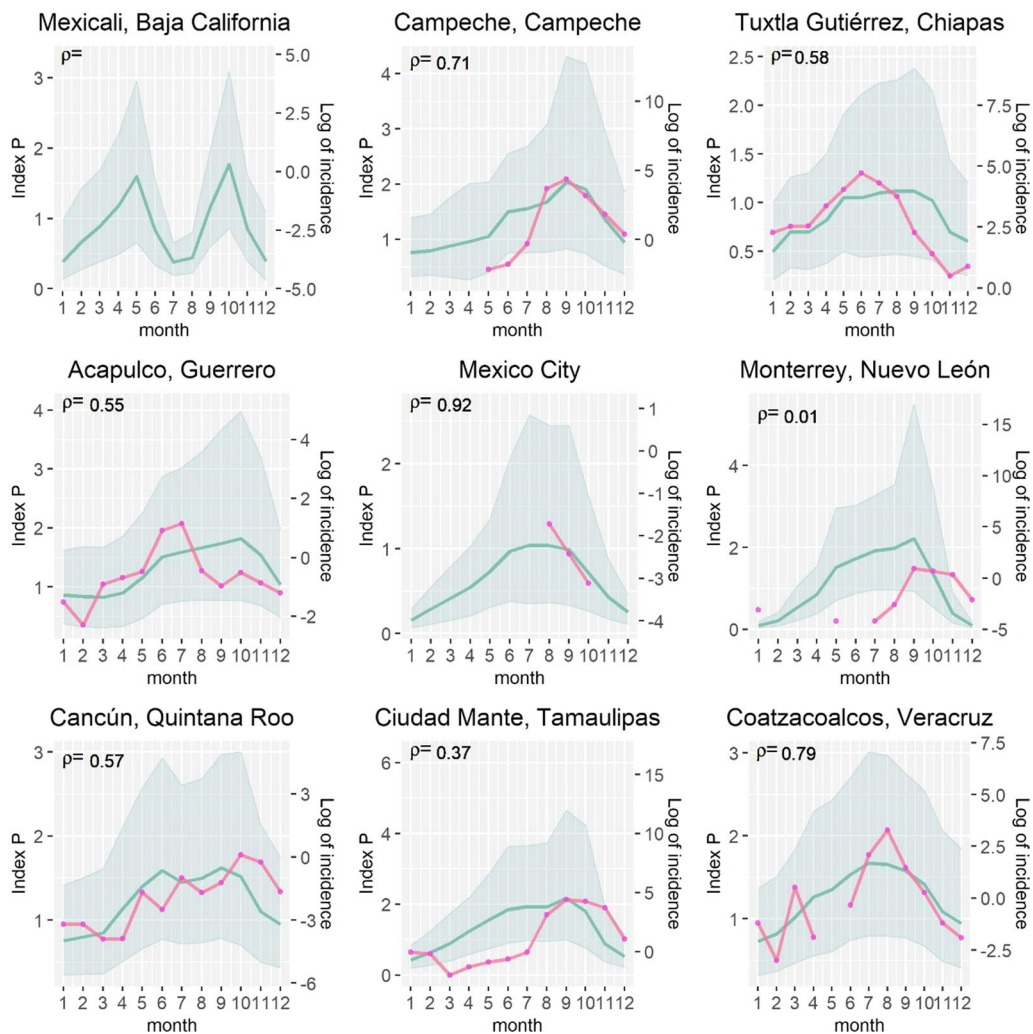 Mexicali, Baja California
ρ=
3
2
1
0
5.0
2.5
0.0
-2.5
-5.0
Index P
Log of incidence
1 2 3 4 5 6 7 8 9 10 11 12
month
Campeche, Campeche
ρ= 0.71
4
3
2
1
10
5
0
Index P
Log of incidence
1 2 3 4 5 6 7 8 9 10 11 12
month
Tuxtla Gutiérrez, Chiapas
ρ= 0.58
2.5
2.0
1.5
1.0
0.5
7.5
5.0
2.5
0.0
Index P
Log of incidence
1 2 3 4 5 6 7 8 9 10 11 12
month
Acapulco, Guerrero
ρ= 0.55
4
3
2
1
4
2
0
-2
Index P
Log of incidence
1 2 3 4 5 6 7 8 9 10 11 12
month
Mexico City
ρ= 0.92
2
1
0
1
0
-1
-2
-3
-4
Index P
Log of incidence
1 2 3 4 5 6 7 8 9 10 11 12
month
Monterrey, Nuevo León
ρ= 0.01
4
2
0
15
10
5
0
-5
Index P
Log of incidence
1 2 3 4 5 6 7 8 9 10 11 12
month
Cancún, Quintana Roo
ρ= 0.57
3
2
1
3
0
-3
-6
Index P
Log of incidence
1 2 3 4 5 6 7 8 9 10 11 12
month
Ciudad Mante, Tamaulipas
ρ= 0.37
6
4
2
0
15
10
5
0
Index P
Log of incidence
1 2 3 4 5 6 7 8 9 10 11 12
month
Coatzacoalcos, Veracruz
ρ= 0.79
3
2
1
7.5
5.0
2.5
0.0
-2.5
Index P
Log of incidence
1 2 3 4 5 6 7 8 9 10 11 12
month